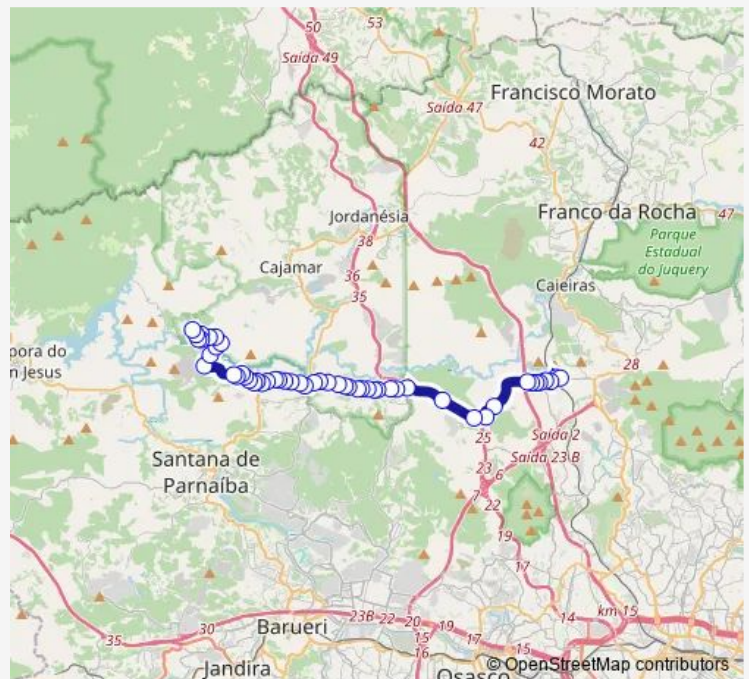 50
53
Saída 49
Francisco Morato
Saída 47
42
Jordanésia
Franco da Rocha
47
38
Parque
Estadual
do Juquery
Cajamar
36
35
Caieiras
pora do
n Jesus
28
25
Saída 2
Saída 23 B
Santana de
Parnaíba
23
6
7
22
19
17
35
30
Barueri
23B
22
20
19
17
15
16
14
km 15
15
Jandira
Osasco
© OpenStreetMap contributors